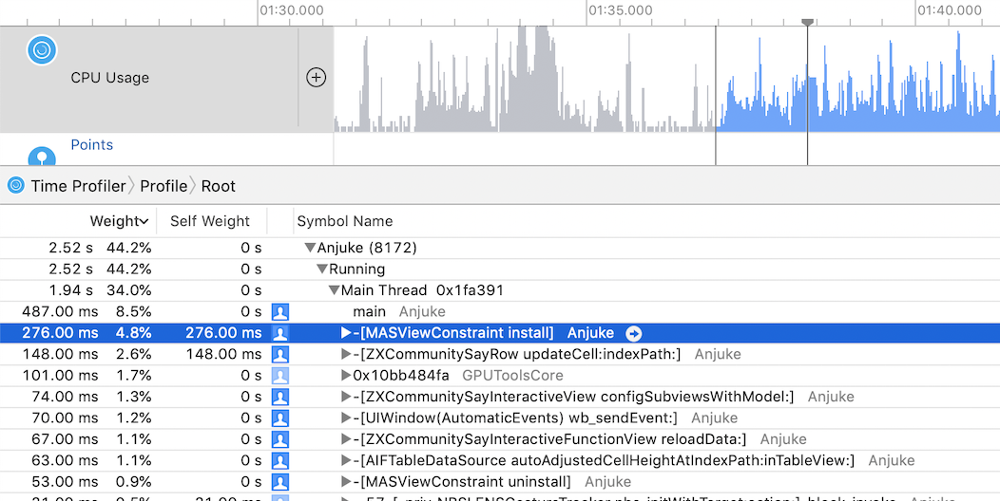 01:30.000 01:35.000 01:40.000
CPU Usage
Points
Time Profiler Profile Root
Weight Self Weight Symbol Name
2.52 s 44.2% 0 s Anjuke (8172)
2.52 s 44.2% 0 s Running
1.94 s 34.0% 0 s Main Thread 0x1fa391
487.00 ms 8.5% 0 s main Anjuke
276.00 ms 4.8% 276.00 ms -[MASViewConstraint install] Anjuke
148.00 ms 2.6% 148.00 ms -[ZXCommunitySayRow updateCell:indexPath:] Anjuke
101.00 ms 1.7% 0 s 0x10bb484fa GPUToolsCore
74.00 ms 1.3% 0 s -[ZXCommunitySayInteractiveView configSubviewsWithModel:] Anjuke
70.00 ms 1.2% 0 s -[UIWindow(AutomaticEvents) wb_sendEvent:] Anjuke
67.00 ms 1.1% 0 s -[ZXCommunitySayInteractiveFunctionView reloadData:] Anjuke
63.00 ms 1.1% 0 s -[AIFTableDataSource autoAdjustedCellHeightAtIndexPath:inTableView:] Anjuke
53.00 ms 0.9% 0 s -[MASViewConstraint uninstall] Anjuke